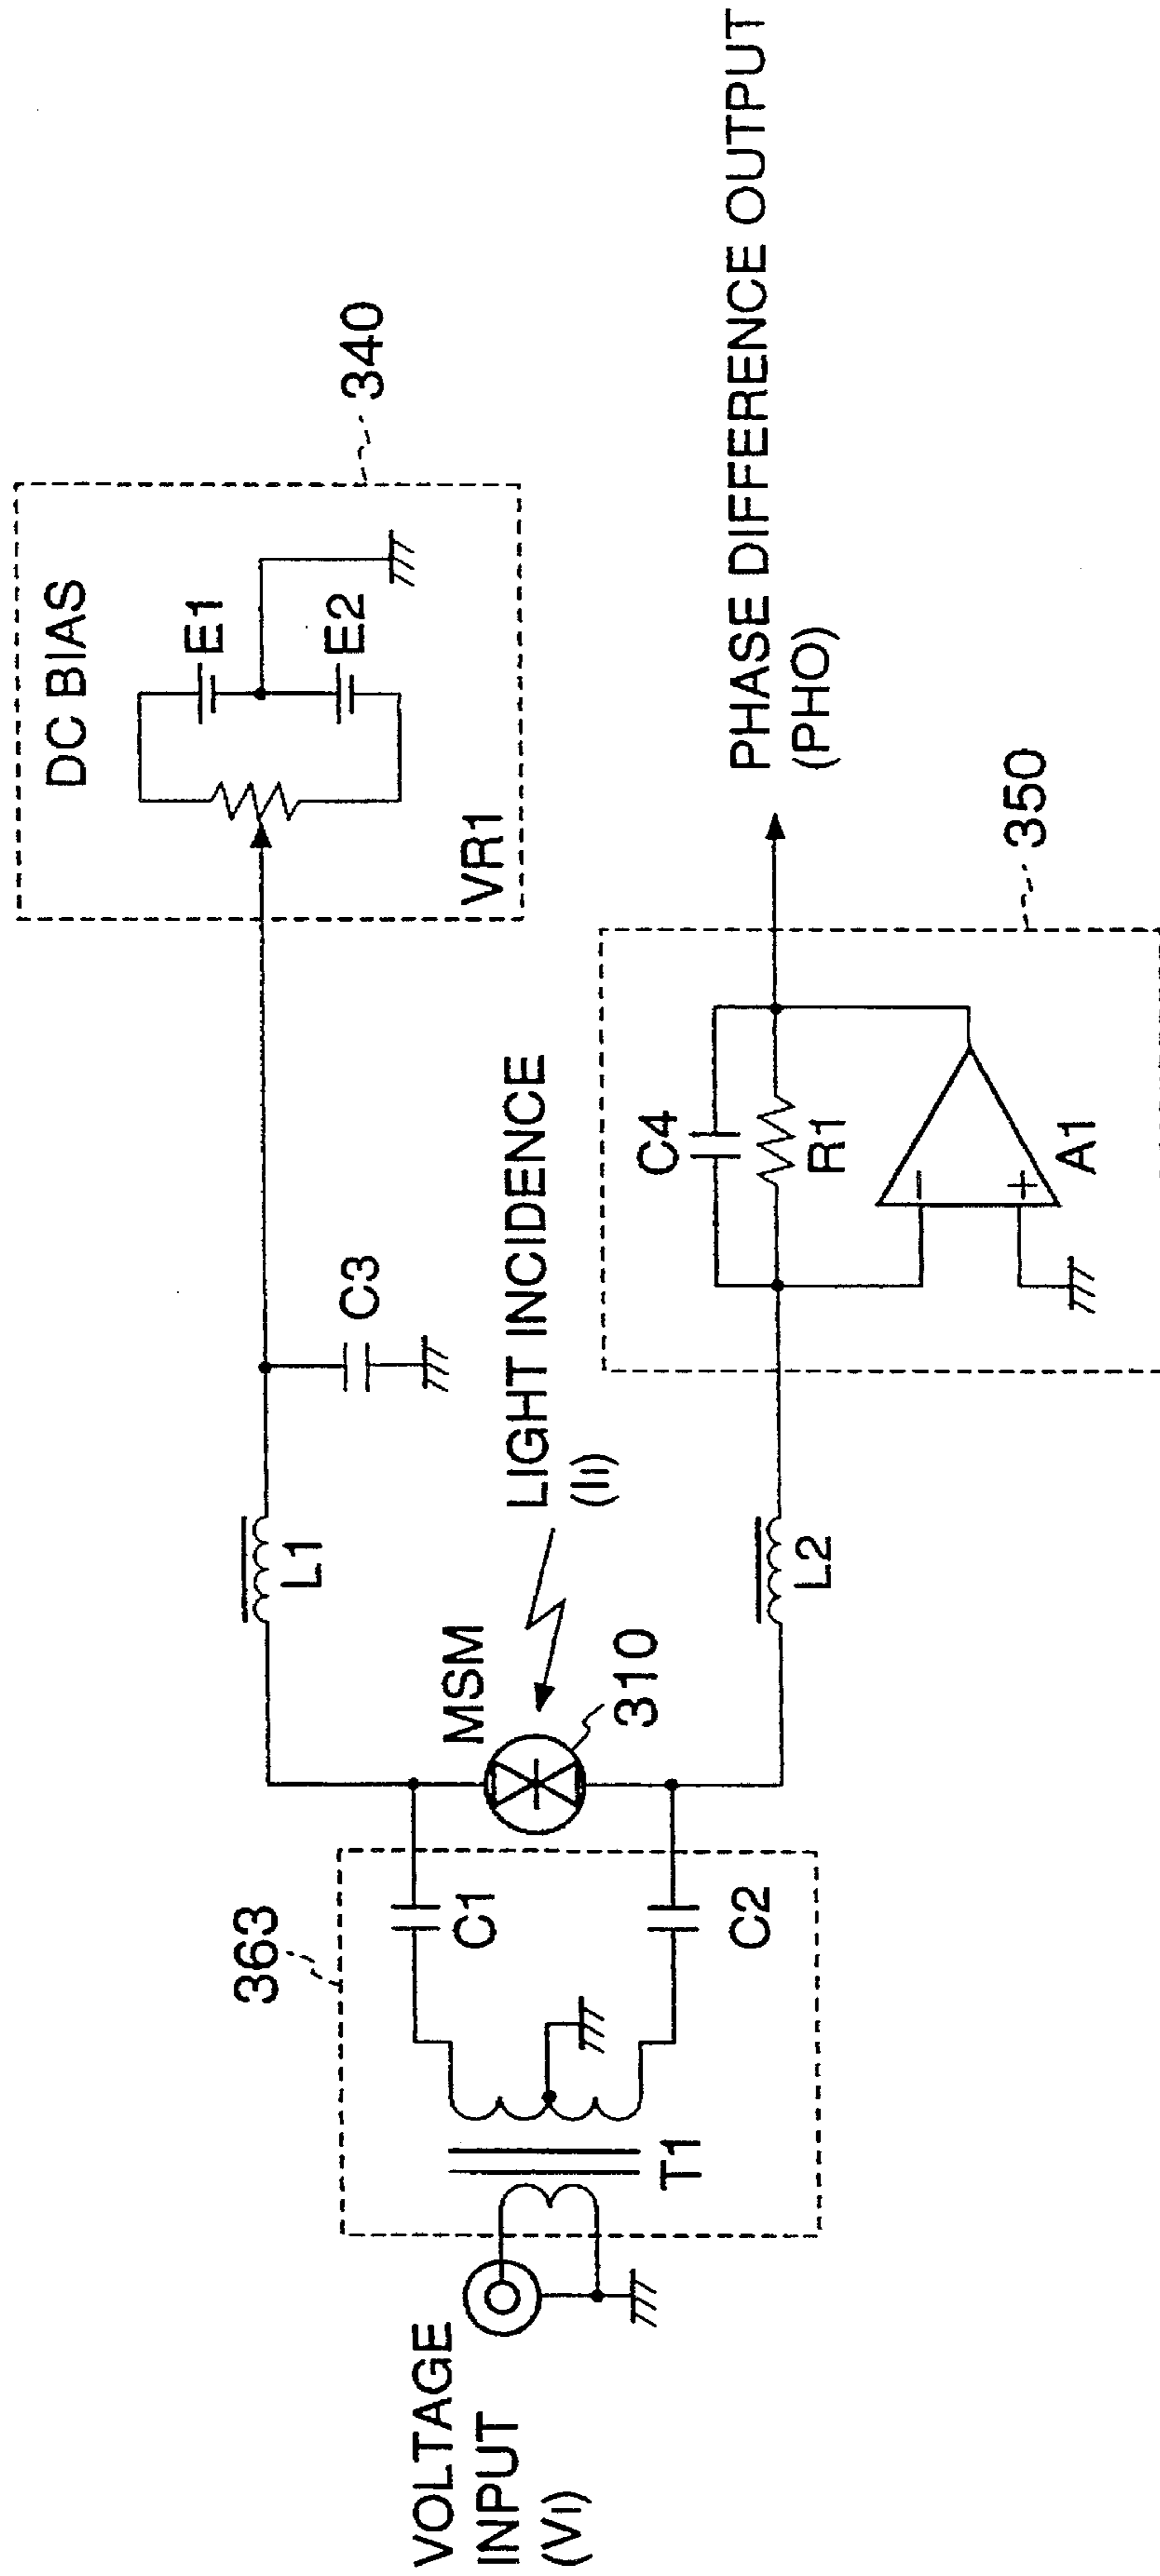 VOLTAGE
INPUT
(VI)
363
T1
C1
C2
MSM
310
L1
L2
LIGHT INCIDENCE
(II)
C3
DC BIAS
E1
E2
VR1
340
C4
R1
−
+
A1
350
PHASE DIFFERENCE OUTPUT
(PHO)